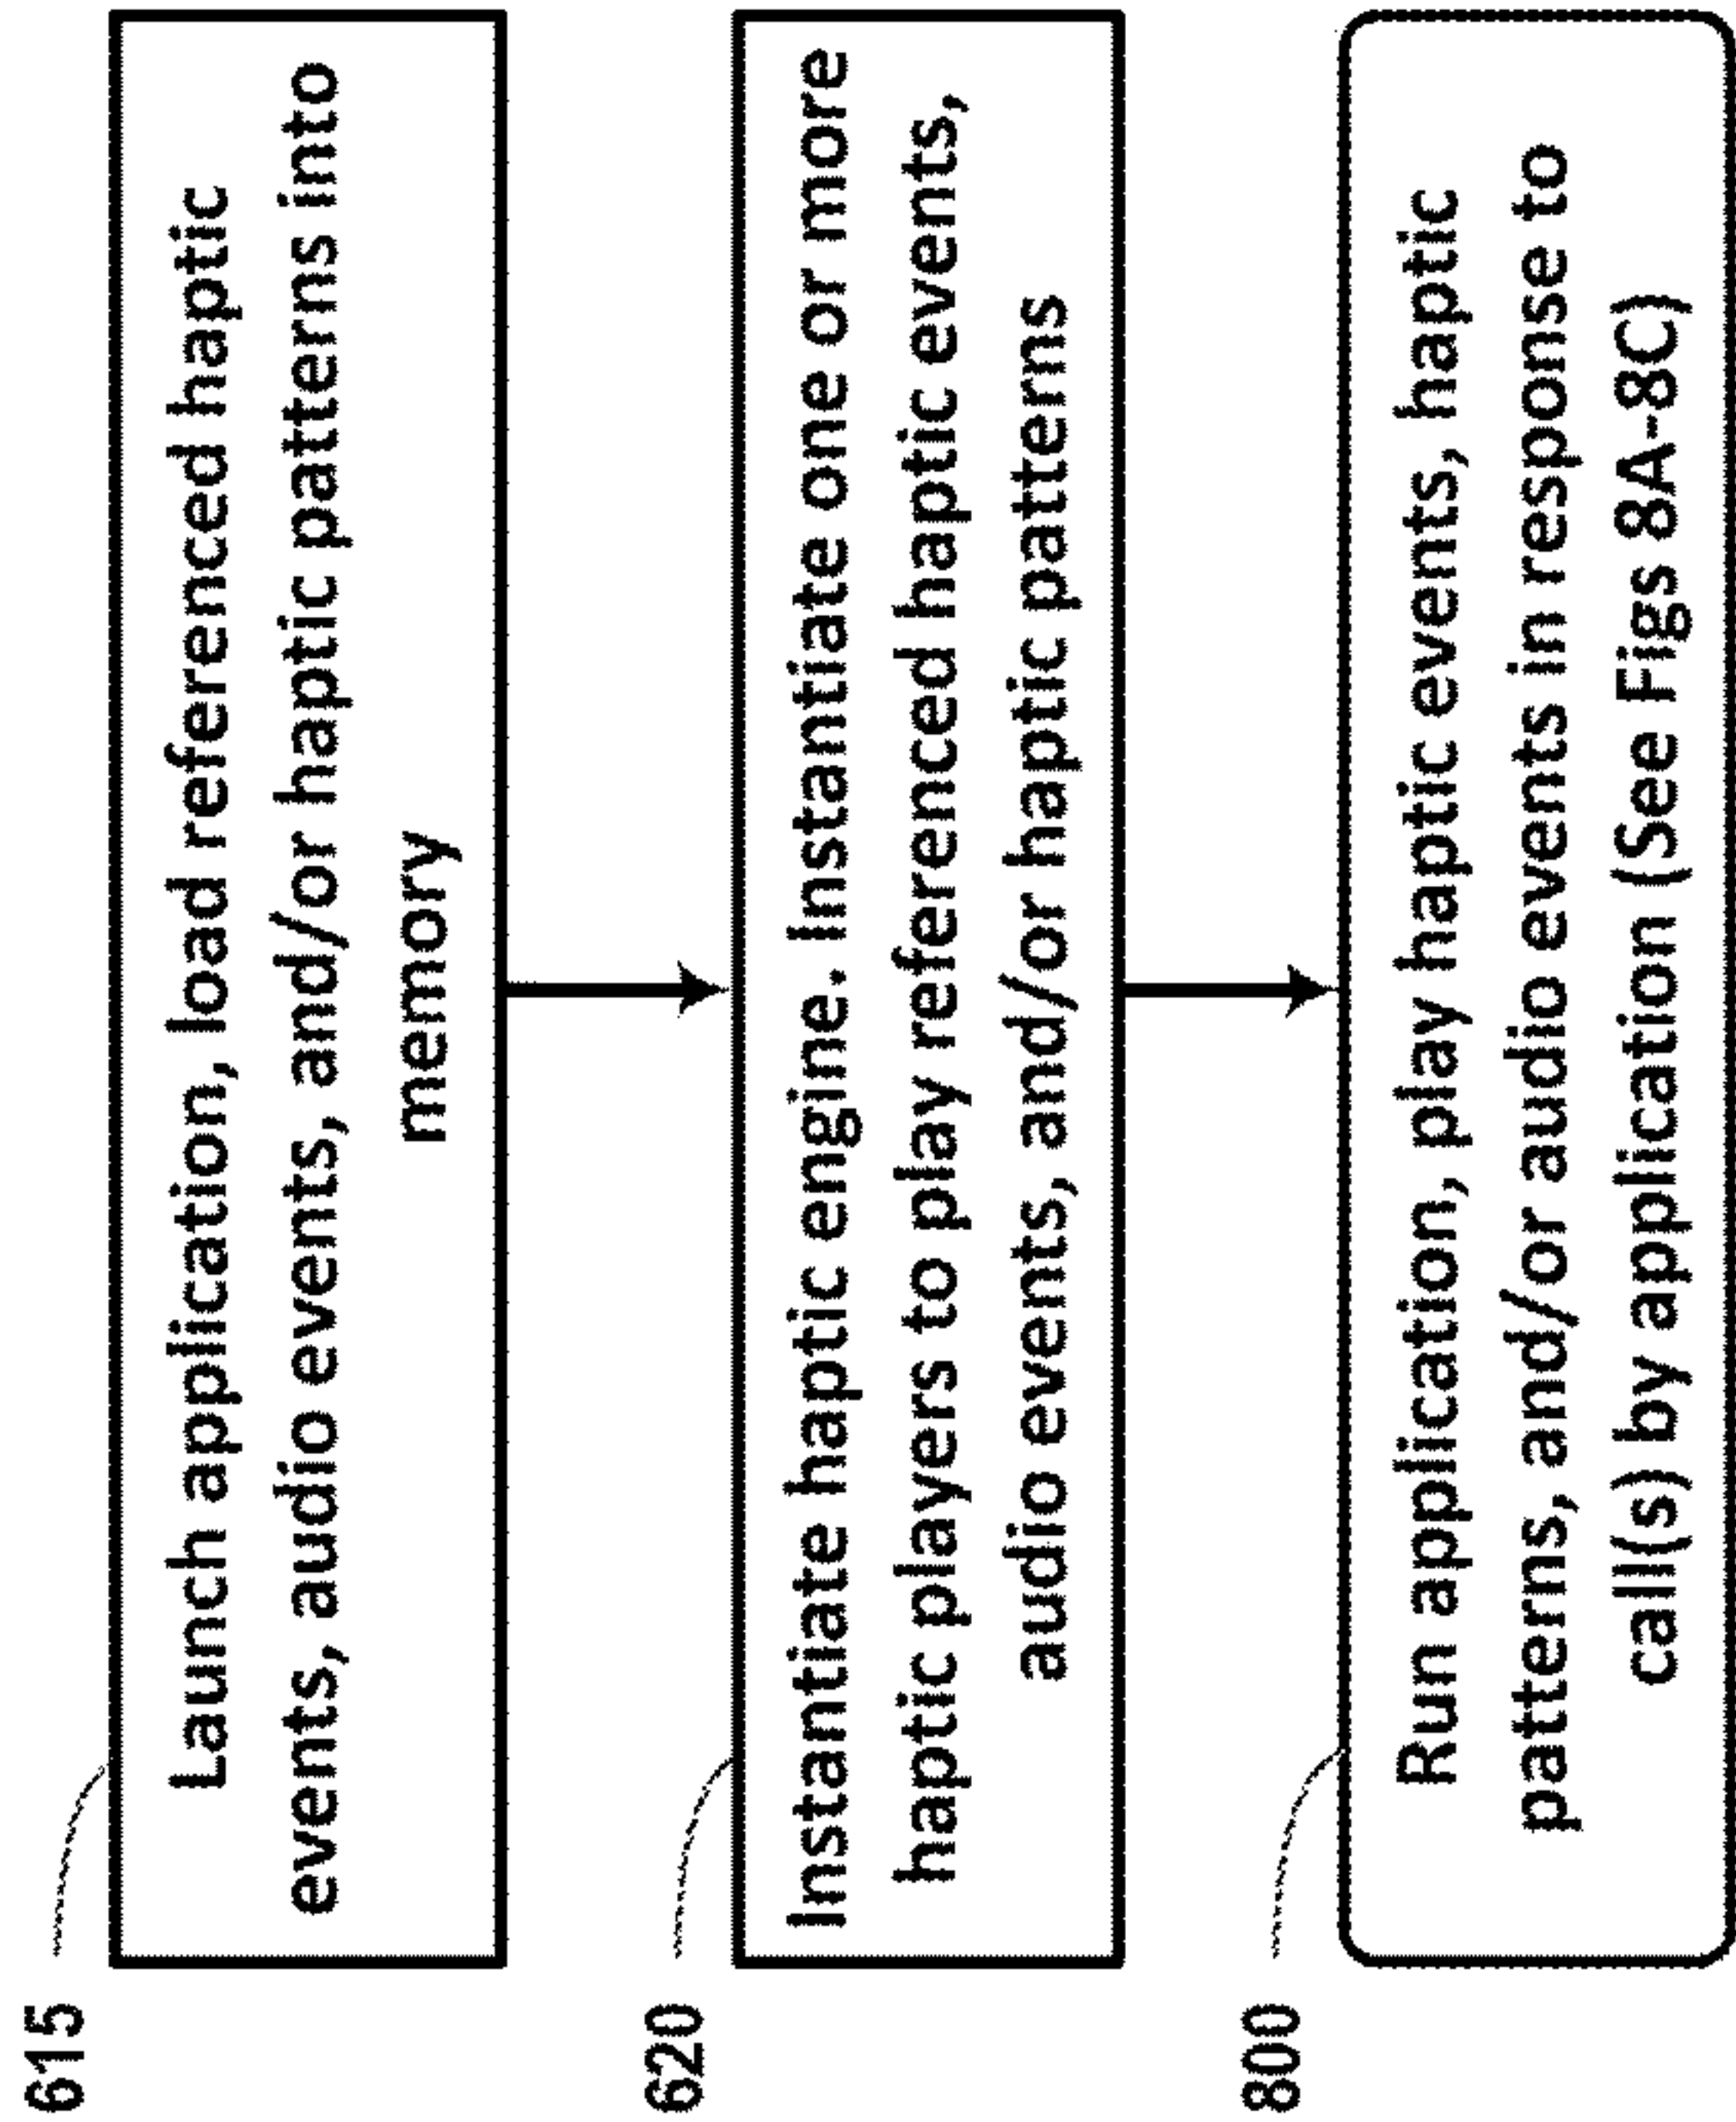 615
Launch application, load referenced haptic
events, audio events, and/or haptic patterns into
memory
620
Instantiate haptic engine. Instantiate one or more
haptic players to play referenced haptic events,
audio events, and/or haptic patterns
800
Run application, play haptic events, haptic
patterns, and/or audio events in response to
call(s) by application (See Figs 8A-8C)